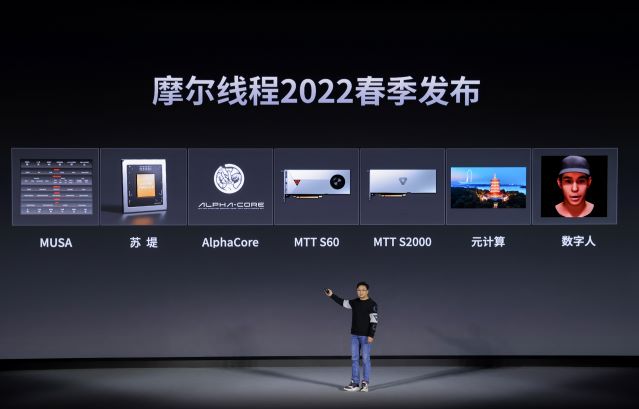 摩尔线程2022春季发布
ALPHA-CORE
MUSA
苏堤
AlphaCore
MTT S60
MTT S2000
元计算
数字人